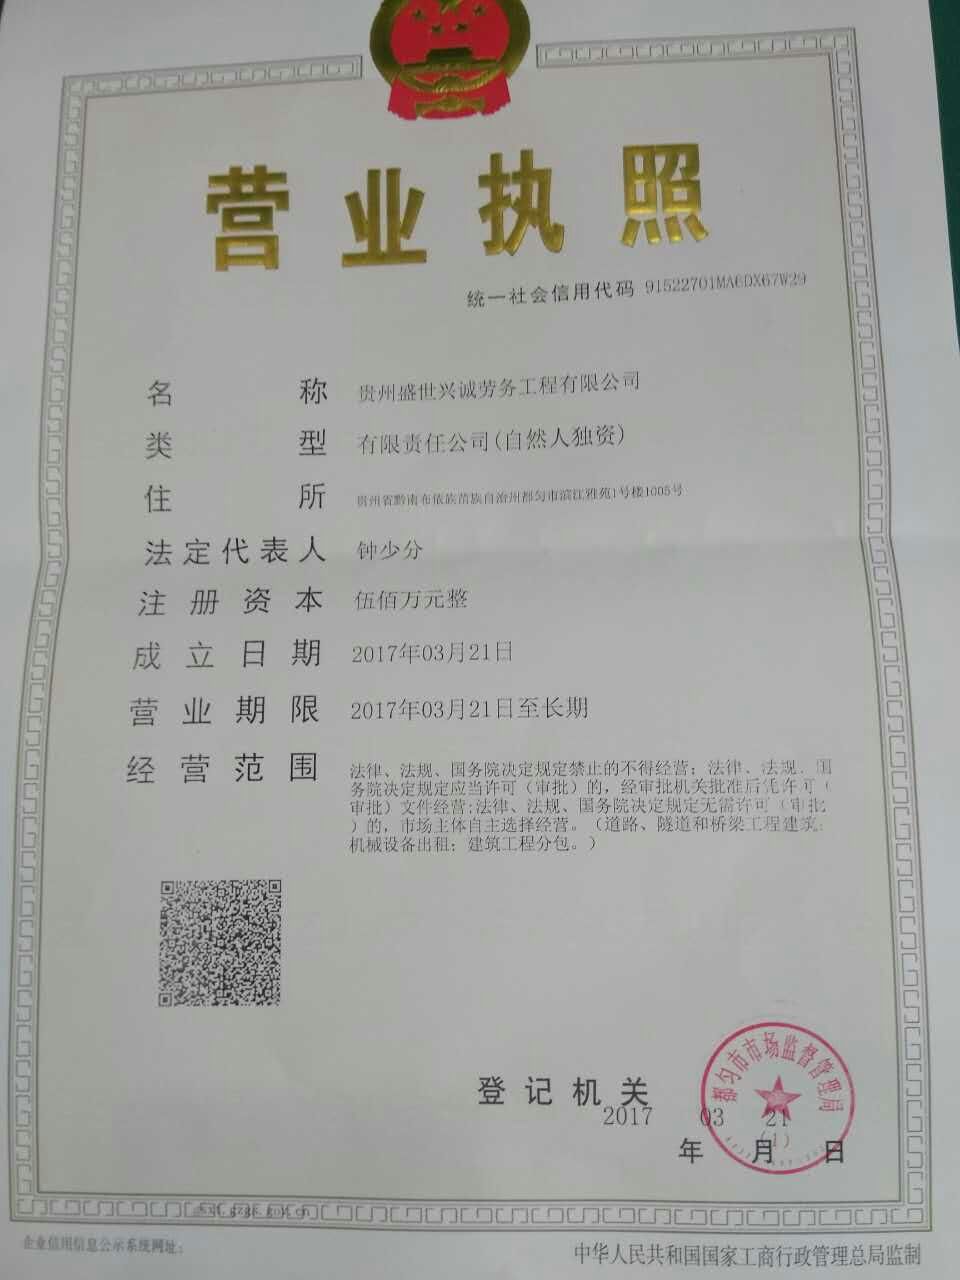 营业执照
统一社会信用代码 91522701MA6DX67W29
名称 贵州盛世兴诚劳务工程有限公司
类型 有限责任公司(自然人独资)
住所 贵州省黔南布依族苗族自治州都匀市滨江雅苑1号楼1005号
法定代表人 钟少分
注册资本 伍佰万元整
成立日期 2017年03月21日
营业期限 2017年03月21日至长期
经营范围 法律、法规、国务院决定规定禁止的不得经营；法律、法规、国
务院决定规定应当许可（审批）的，经审批机关批准后凭许可（
审批）文件经营;法律、法规、国务院决定规定无需许可（审批
）的，市场主体自主选择经营。（道路、隧道和桥梁工程建筑；
机械设备出租；建筑工程分包。）
都匀市市场监督管理局
(1)
登记机关
2017 03 21
年 月 日
企业信用信息公示系统网址：
中华人民共和国国家工商行政管理总局监制